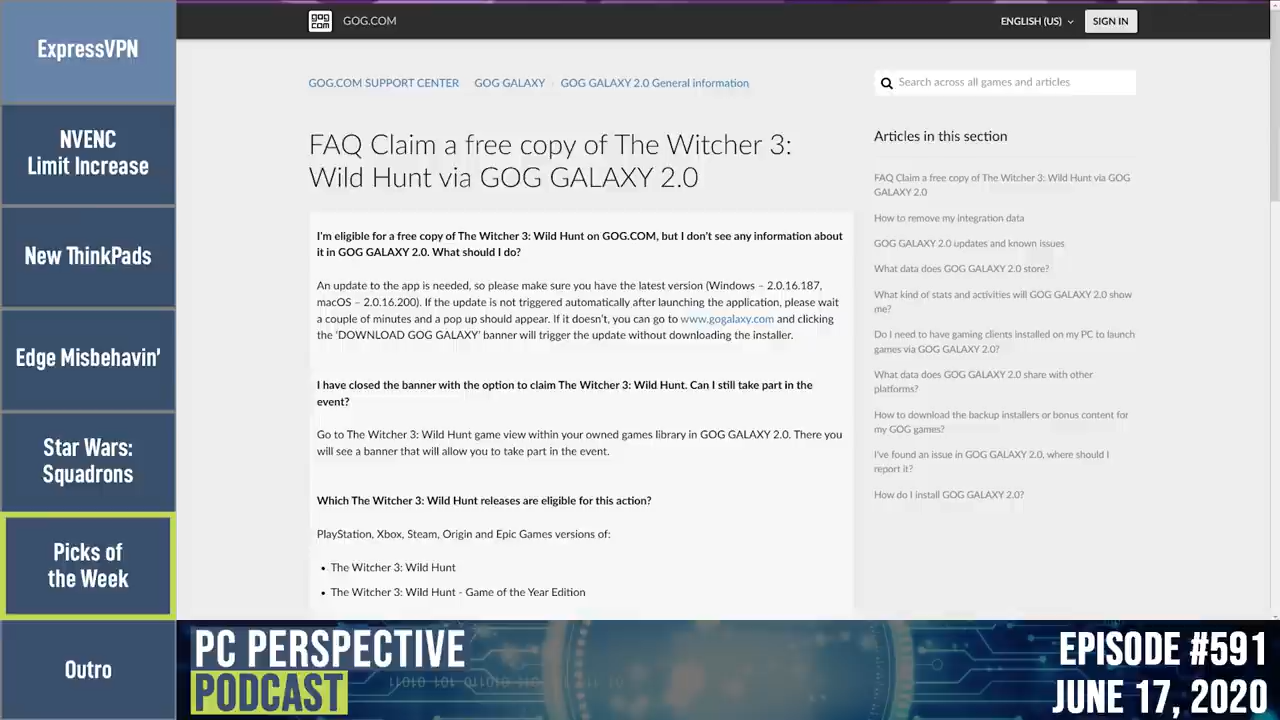 ExpressVPN
NVENC
Limit Increase
New ThinkPads
Edge Misbehavin'
Star Wars:
Squadrons
Picks of
the Week
Outro
gog
com
GOG.COM
ENGLISH (US)
SIGN IN
GOG.COM SUPPORT CENTER
GOG GALAXY
GOG GALAXY 2.0 General information
Search across all games and articles
FAQ Claim a free copy of The Witcher 3:
Wild Hunt via GOG GALAXY 2.0
I'm eligible for a free copy of The Witcher 3: Wild Hunt on GOG.COM, but I don't see any information about
it in GOG GALAXY 2.0. What should I do?
An update to the app is needed, so please make sure you have the latest version (Windows – 2.0.16.187,
macOS – 2.0.16.200). If the update is not triggered automatically after launching the application, please wait
a couple of minutes and a pop up should appear. If it doesn't, you can go to www.gogalaxy.com and clicking
the 'DOWNLOAD GOG GALAXY' banner will trigger the update without downloading the installer.
I have closed the banner with the option to claim The Witcher 3: Wild Hunt. Can I still take part in the
event?
Go to The Witcher 3: Wild Hunt game view within your owned games library in GOG GALAXY 2.0. There you
will see a banner that will allow you to take part in the event.
Which The Witcher 3: Wild Hunt releases are eligible for this action?
PlayStation, Xbox, Steam, Origin and Epic Games versions of:
• The Witcher 3: Wild Hunt
• The Witcher 3: Wild Hunt - Game of the Year Edition
Articles in this section
FAQ Claim a free copy of The Witcher 3: Wild Hunt via GOG
GALAXY 2.0
How to remove my integration data
GOG GALAXY 2.0 updates and known issues
What data does GOG GALAXY 2.0 store?
What kind of stats and activities will GOG GALAXY 2.0 show
me?
Do I need to have gaming clients installed on my PC to launch
games via GOG GALAXY 2.0?
What data does GOG GALAXY 2.0 share with other
platforms?
How to download the backup installers or bonus content for
my GOG games?
I've found an issue in GOG GALAXY 2.0, where should I
report it?
How do I install GOG GALAXY 2.0?
PC PERSPECTIVE
PODCAST
EPISODE #591
JUNE 17, 2020